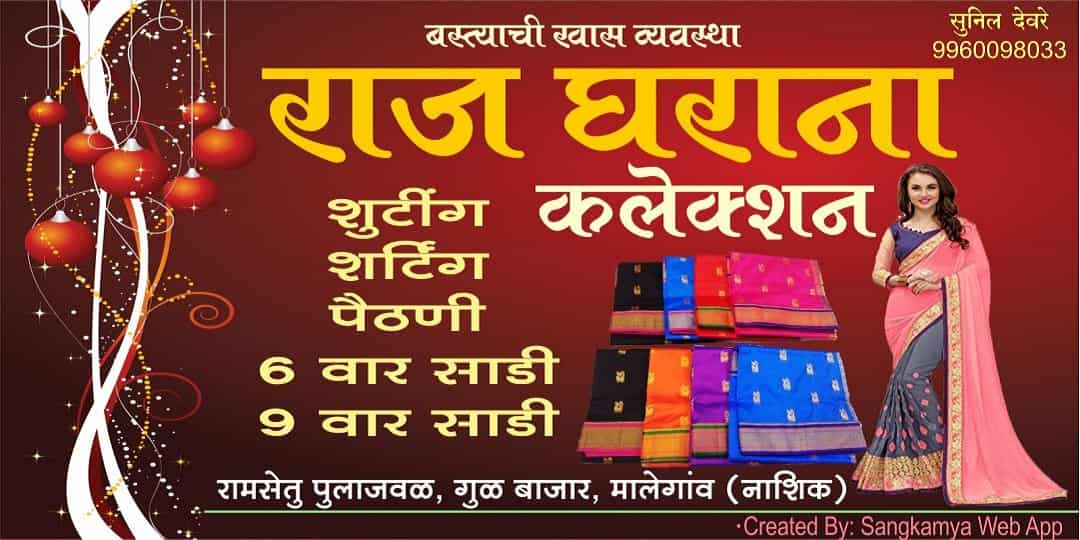 सुनिल देवरे
9960098033
बस्त्याची खास व्यवस्था
राज घराना
कलेक्शन
शुर्टींग
शर्टिंग
पैठणी
6 वार साडी
9 वार साडी
रामसेतु पुलाजवळ, गुळ बाजार, मालेगांव (नाशिक)
•Created By: Sangkamya Web App